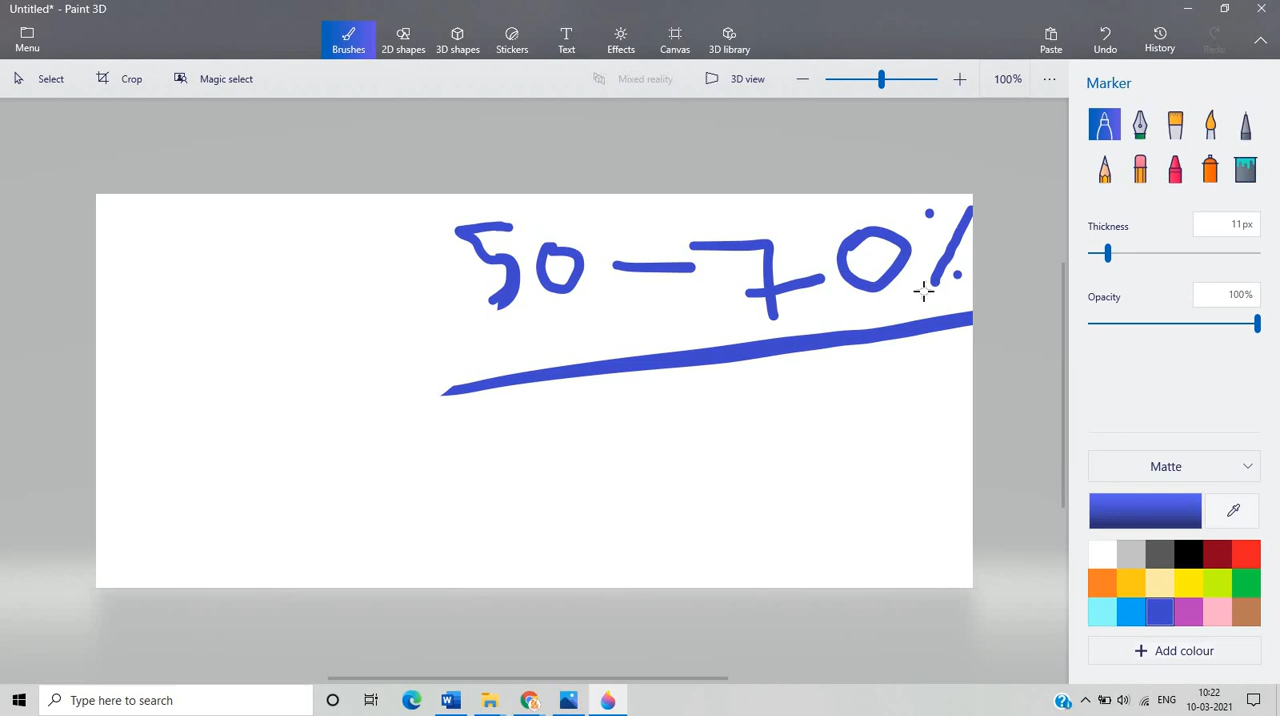 Untitled* - Paint 3D
Menu
Brushes
2D shapes
3D shapes
Stickers
Text
Effects
Canvas
3D library
Paste
Undo
History
Redo
Select
Crop
Magic select
Mixed reality
3D view
100%
Marker
50-70%
Thickness
11px
Opacity
100%
Matte
Add colour
Type here to search
ENG
10:22
10-03-2021